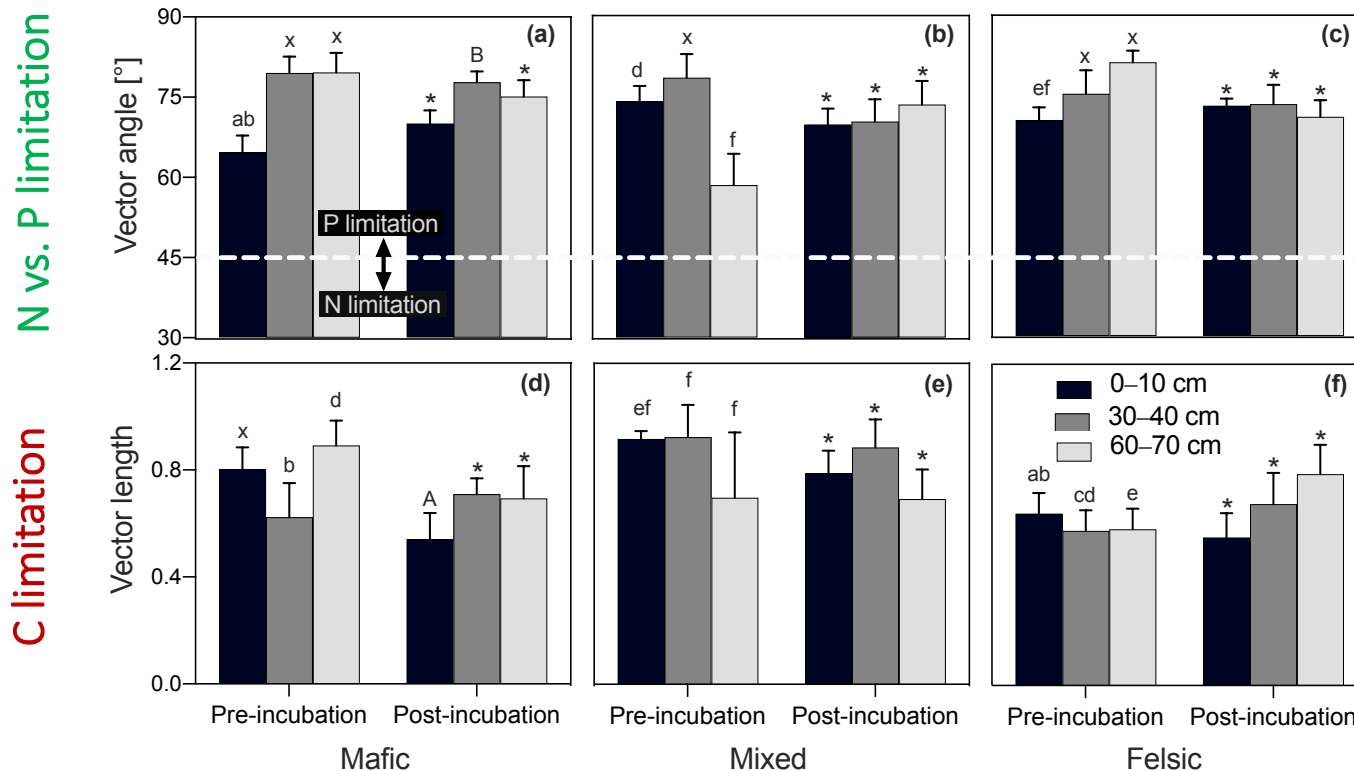 N vs. P limitation
Vector angle [°]
90
75
60
45
30
(a)
ab
x
x
*
B
*
P limitation
N limitation
(b)
d
x
f
*
*
*
(c)
ef
x
x
*
*
*
C limitation
Vector length
1.2
0.8
0.4
0.0
(d)
x
b
d
A
*
*
(e)
ef
f
f
*
*
*
(f)
0–10 cm
30–40 cm
60–70 cm
ab
cd
e
*
*
*
Pre-incubation Post-incubation
Pre-incubation Post-incubation
Pre-incubation Post-incubation
Mafic
Mixed
Felsic